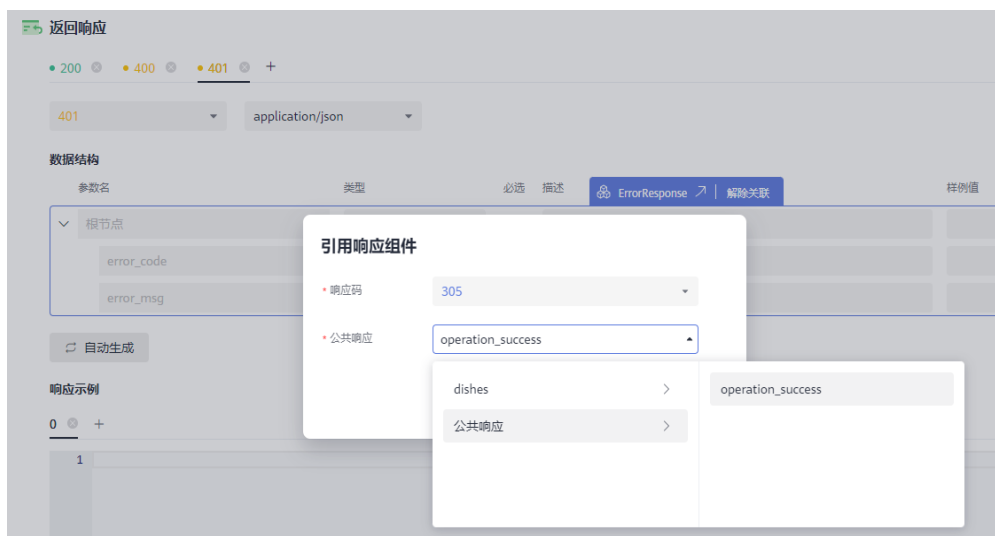 返回响应
200 400 401 +
401 application/json
数据结构
参数名 类型 必选 描述 ErrorResponse 解除关联 样例值
根节点
引用响应组件
error_code
* 响应码 305
error_msg
* 公共响应 operation_success
自动生成
响应示例
dishes operation_success
0 +
公共响应
1